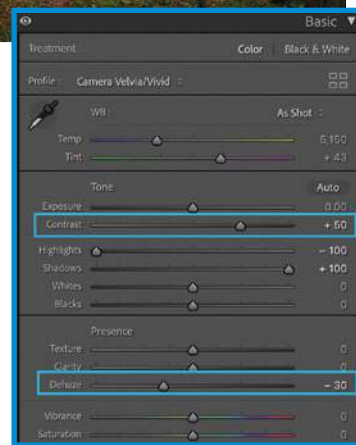 Basic
Treatment Color Black & White
Profile : Camera Velvia/Vivid
WB : As Shot
Temp 6,150
Tint + 43
Tone Auto
Exposure 0.00
Contrast + 50
Highlights - 100
Shadows + 100
Whites 0
Blacks 0
Presence
Texture 0
Clarity 0
Dehaze - 30
Vibrance 0
Saturation 0